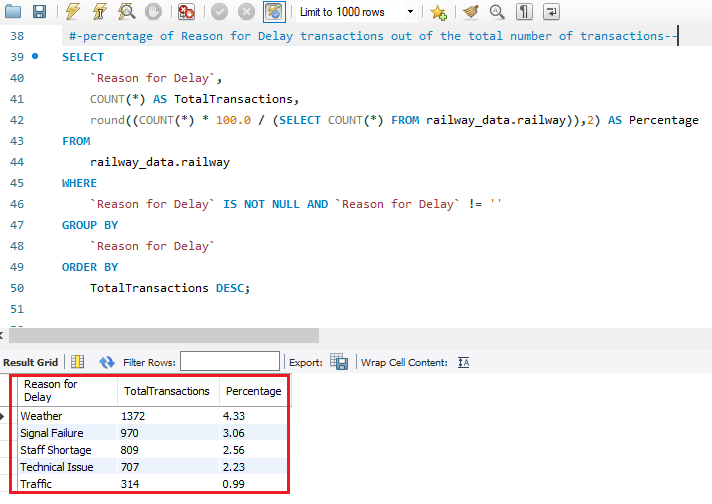 Limit to 1000 rows
38 #-percentage of Reason for Delay transactions out of the total number of transactions--
39 SELECT
40 `Reason for Delay`,
41 COUNT(*) AS TotalTransactions,
42 round((COUNT(*) * 100.0 / (SELECT COUNT(*) FROM railway_data.railway)),2) AS Percentage
43 FROM
44 railway_data.railway
45 WHERE
46 `Reason for Delay` IS NOT NULL AND `Reason for Delay` != ''
47 GROUP BY
48 `Reason for Delay`
49 ORDER BY
50 TotalTransactions DESC;
51
Result Grid Filter Rows: Export: Wrap Cell Content:
Reason for
Delay TotalTransactions Percentage
Weather 1372 4.33
Signal Failure 970 3.06
Staff Shortage 809 2.56
Technical Issue 707 2.23
Traffic 314 0.99